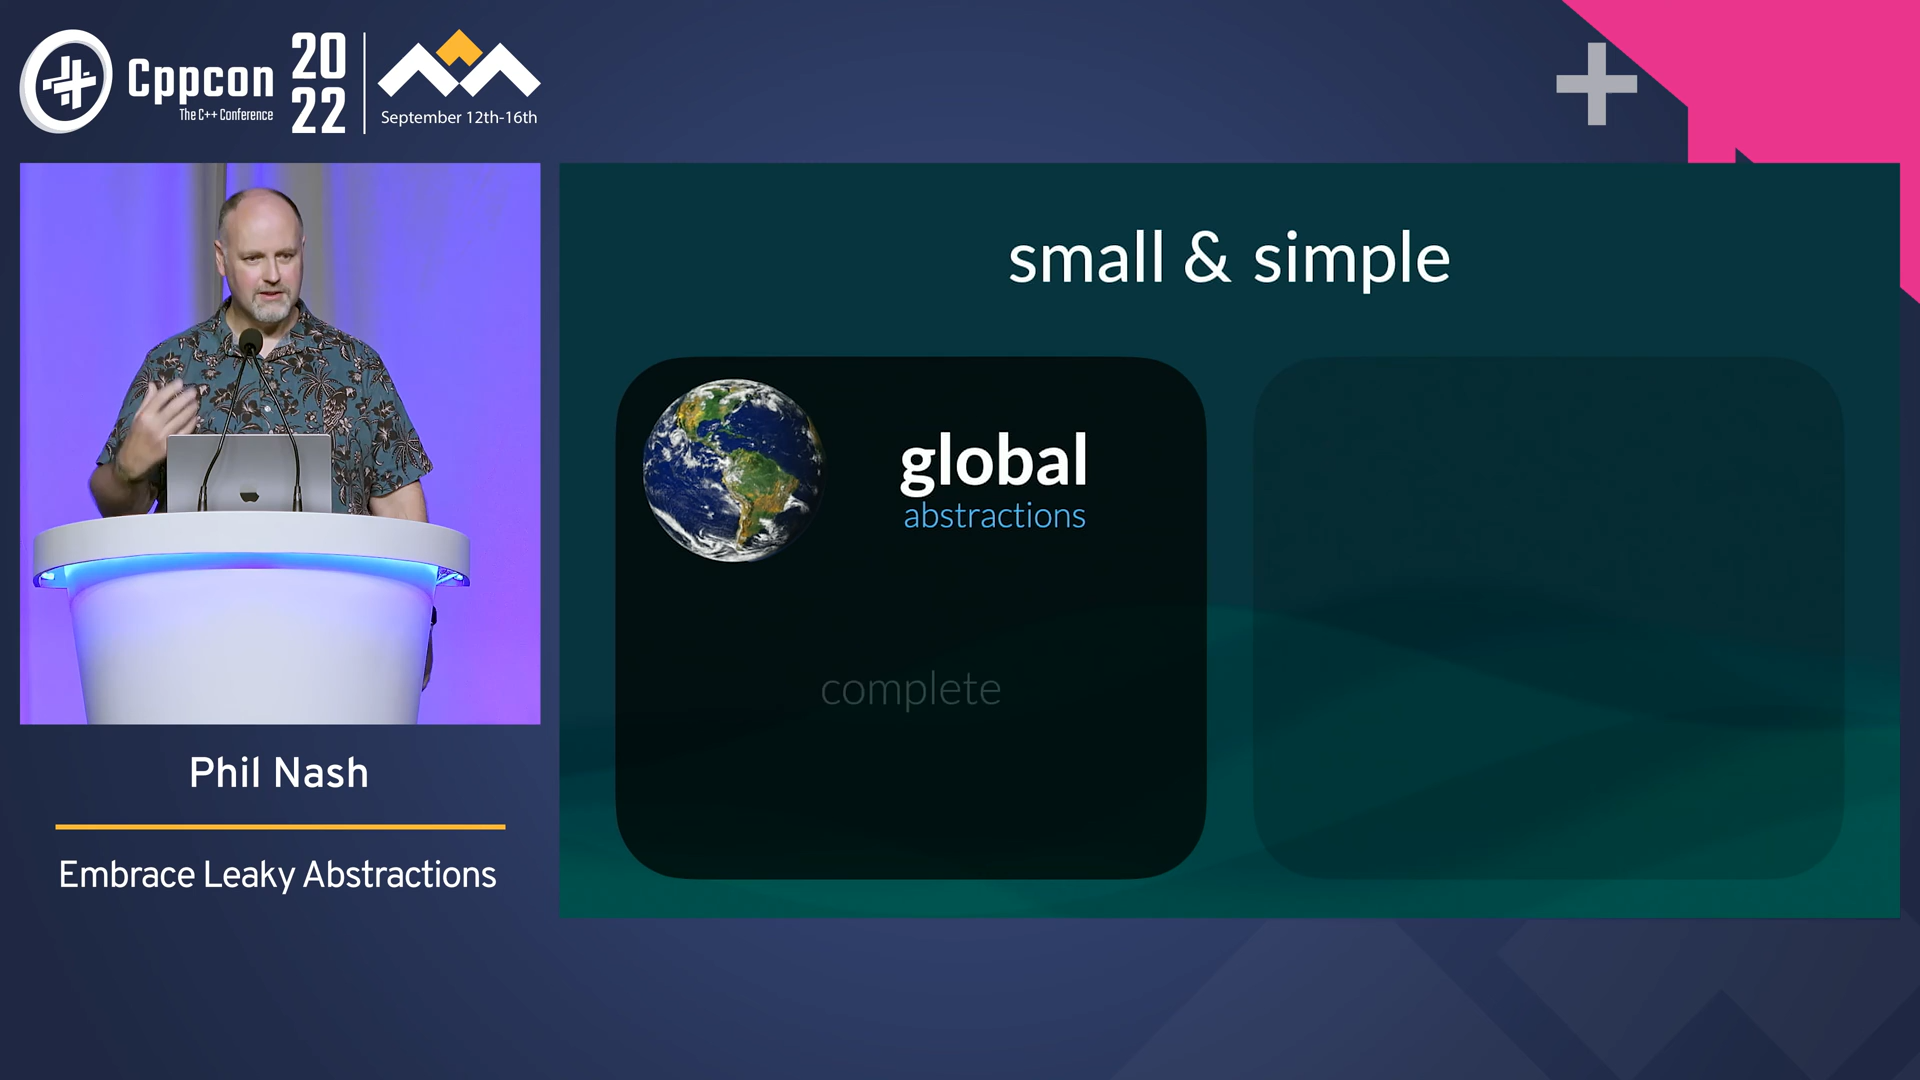 Cppcon
The C++ Conference
20
22
September 12th-16th
small & simple
global
abstractions
complete
Phil Nash
Embrace Leaky Abstractions